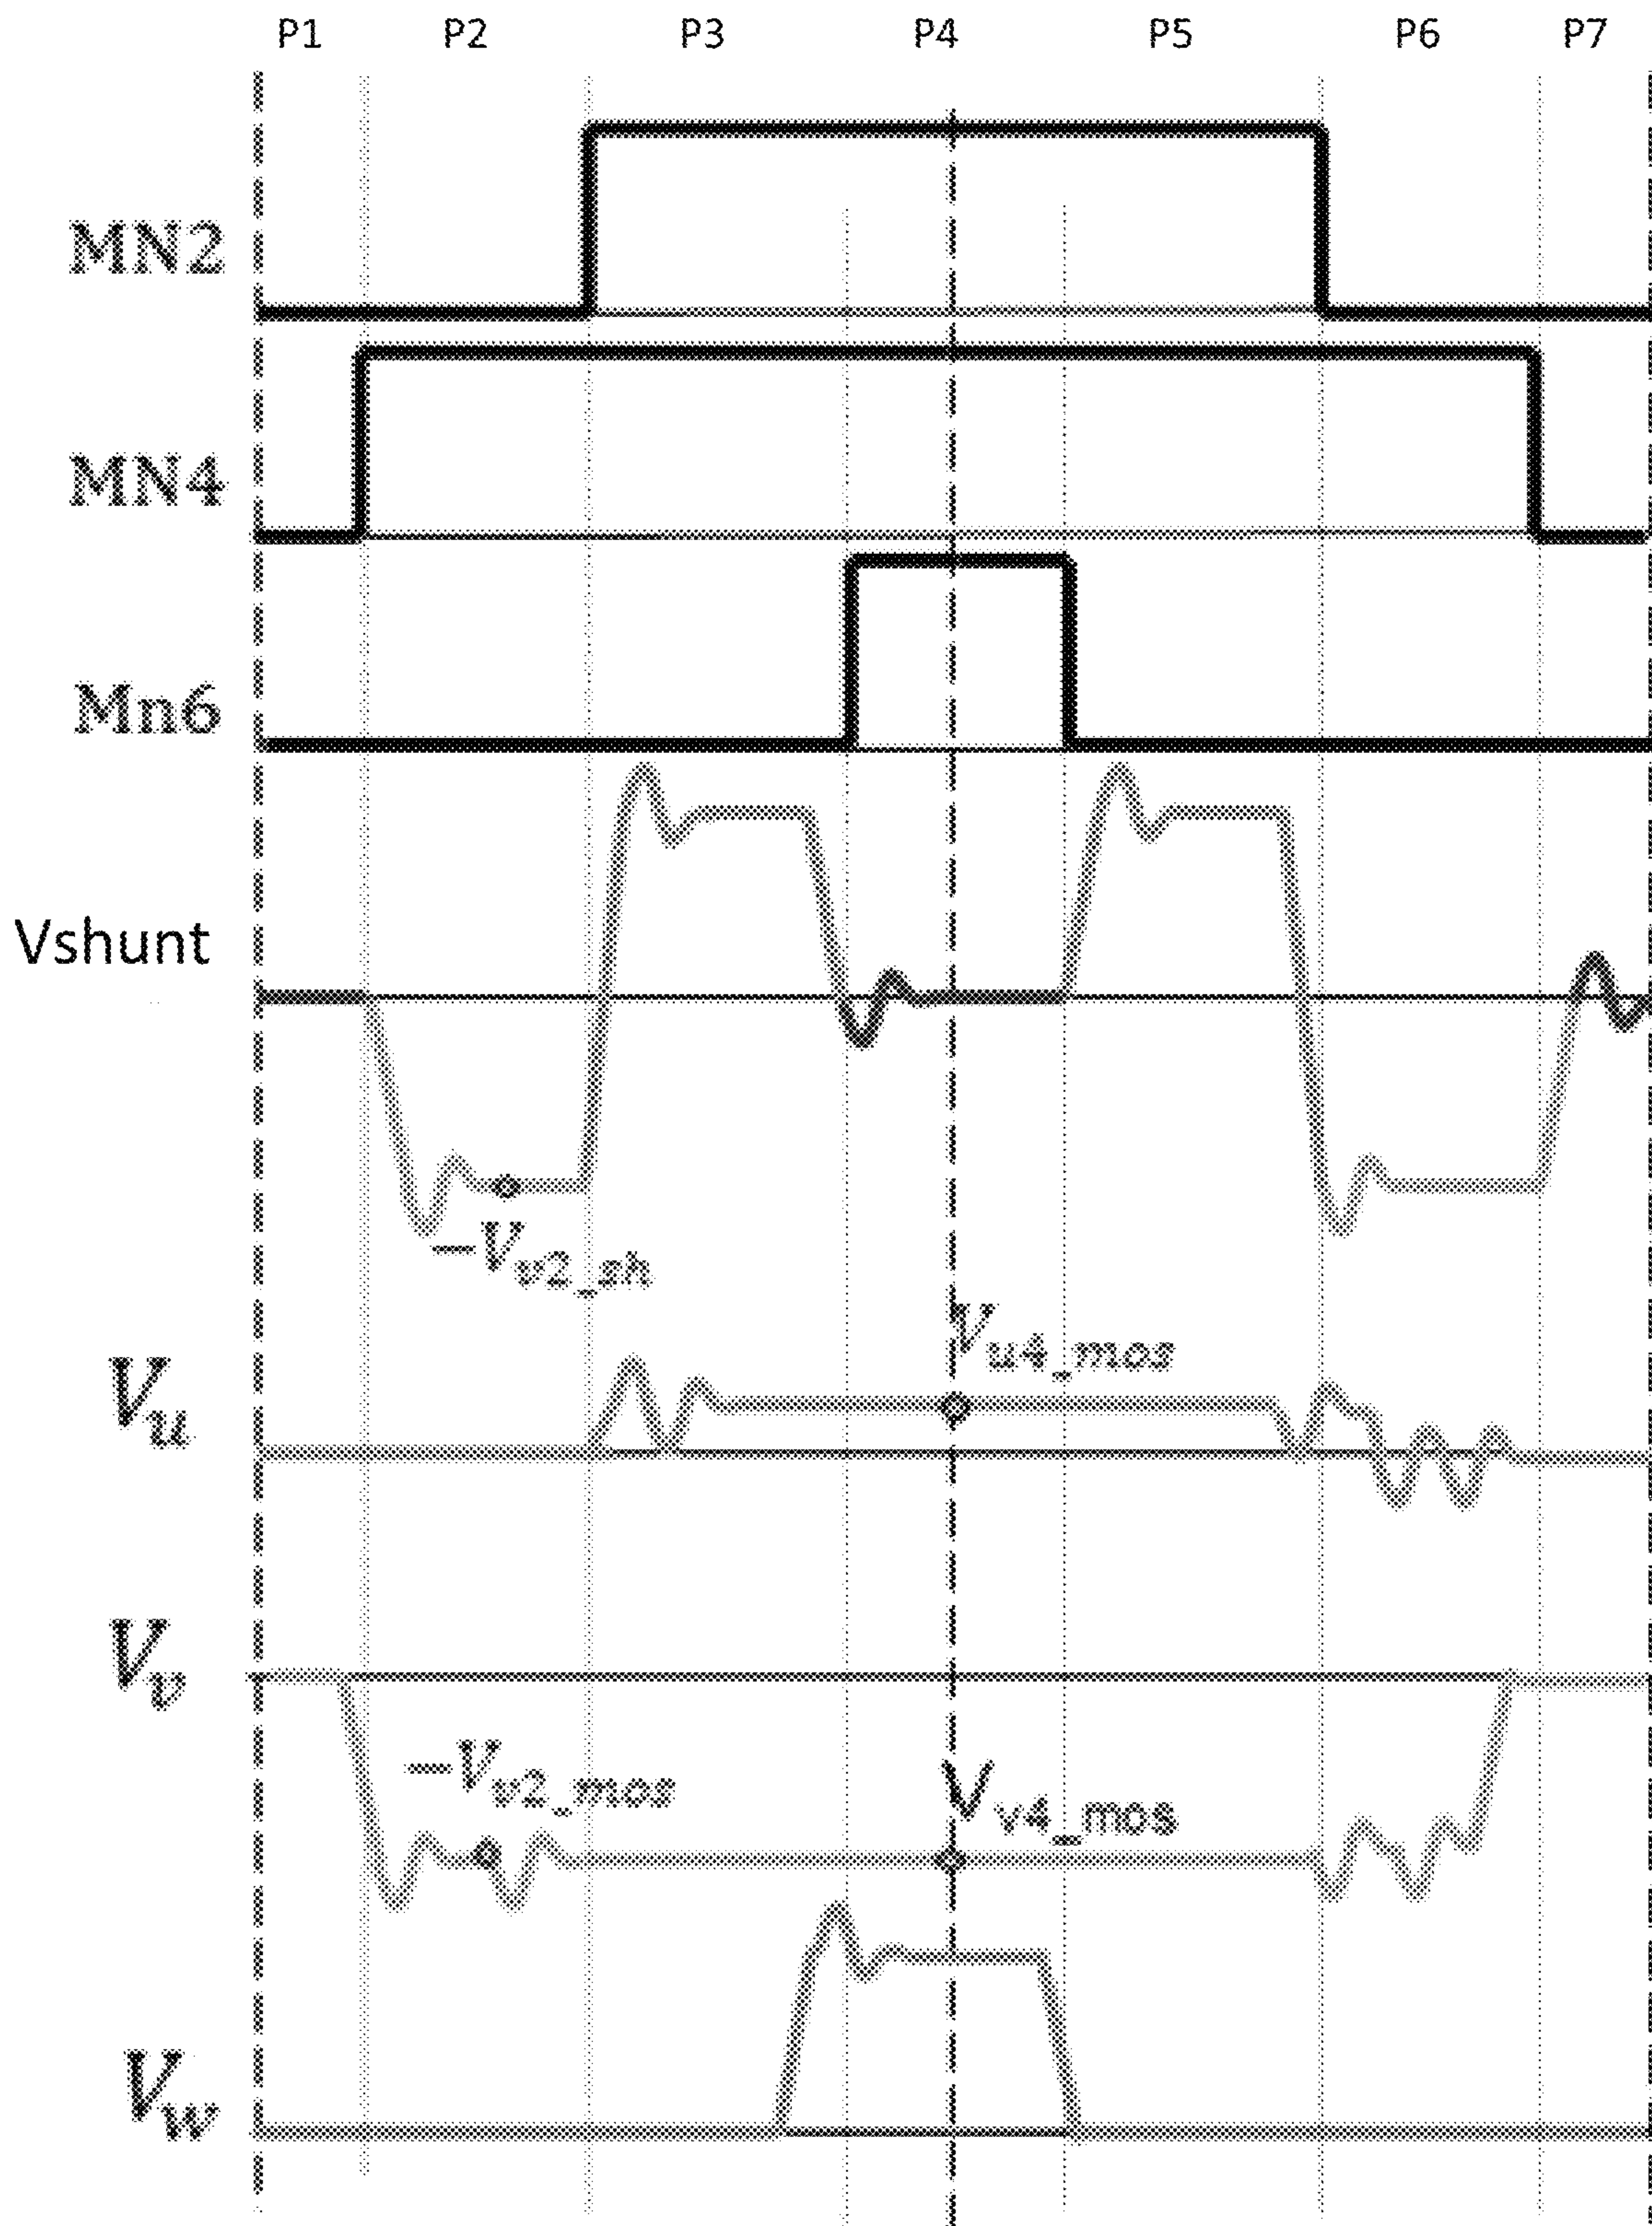 P1 P2 P3 P4 P5 P6 P7
MN2
MN4
Mn6
Vshunt
−Vv2_sh
Vu4_mos
Vu
Vv
−Vv2_mos
Vv4_mos
Vw